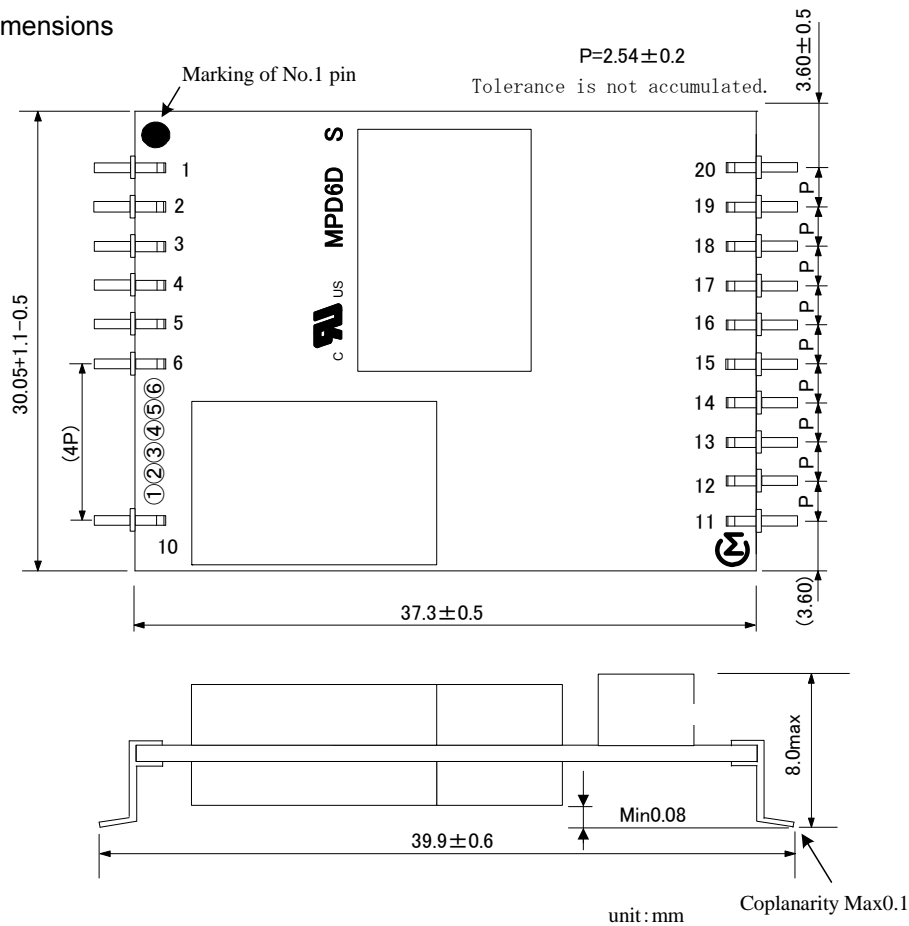 mensions
Marking of No.1 pin
P=2.54±0.2
Tolerance is not accumulated.
3.60±0.5
30.05+1.1-0.5
(4P)
1
2
3
4
5
6
10
①②③④⑤⑥
MPD6D S
C US
20
19
18
17
16
15
14
13
12
11
P
P
P
P
P
P
P
P
P
(3.60)
37.3±0.5
8.0max
Min0.08
39.9±0.6
Coplanarity Max0.1
unit:mm